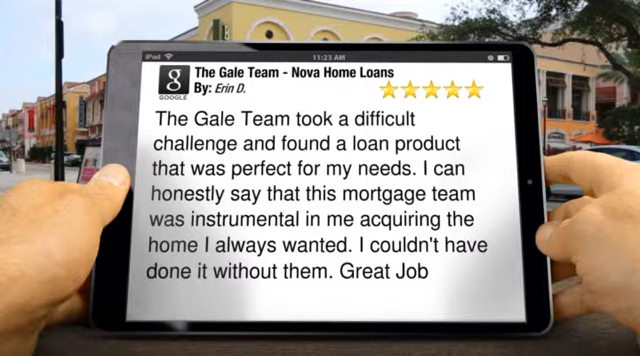 iPod
11:23 AM
g
GOOGLE
The Gale Team - Nova Home Loans
By: Erin D.
The Gale Team took a difficult
challenge and found a loan product
that was perfect for my needs. I can
honestly say that this mortgage team
was instrumental in me acquiring the
home I always wanted. I couldn't have
done it without them. Great Job